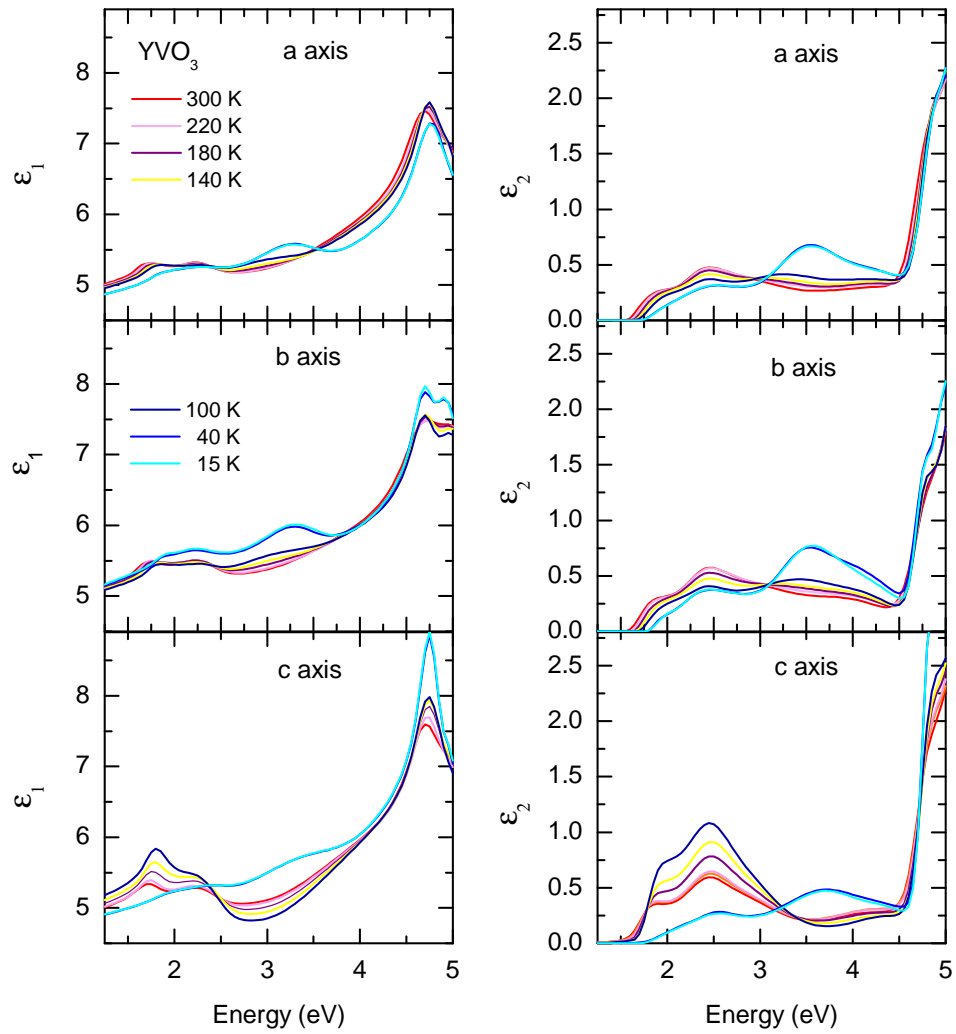 YVO₃
a axis
300 K
220 K
180 K
140 K
ε₁
8
7
6
5
a axis
ε₂
2.5
2.0
1.5
1.0
0.5
0.0
b axis
100 K
40 K
15 K
ε₁
8
7
6
5
b axis
ε₂
2.5
2.0
1.5
1.0
0.5
0.0
c axis
ε₁
8
7
6
5
2 3 4 5
Energy (eV)
c axis
ε₂
2.5
2.0
1.5
1.0
0.5
0.0
2 3 4 5
Energy (eV)